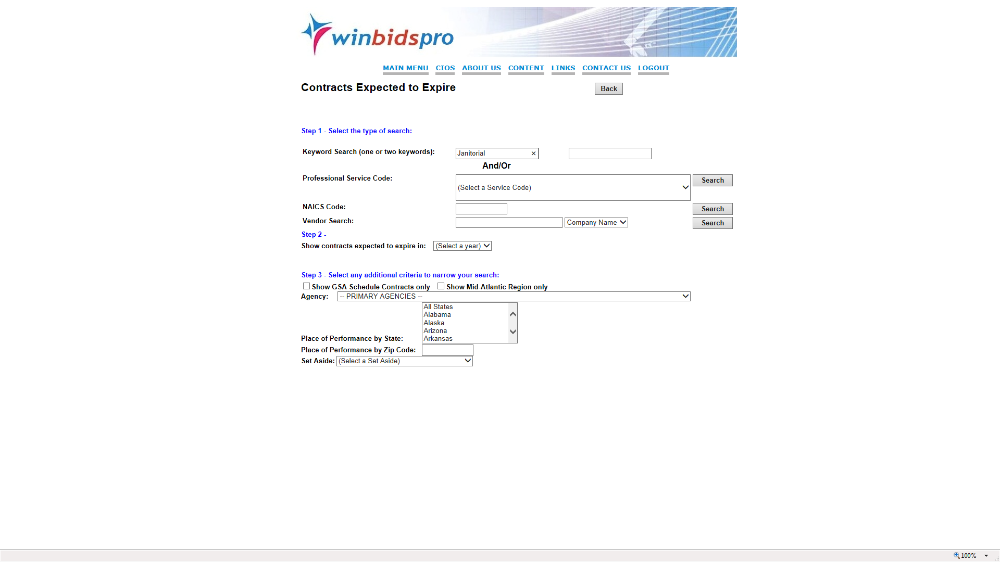 winbidspro
MAIN MENU CIOS ABOUT US CONTENT LINKS CONTACT US LOGOUT
Contracts Expected to Expire Back
Step 1 - Select the type of search:
Keyword Search (one or two keywords): Janitorial ×
And/Or
Professional Service Code: (Select a Service Code) Search
NAICS Code: Search
Vendor Search: Company Name Search
Step 2 -
Show contracts expected to expire in: (Select a year)
Step 3 - Select any additional criteria to narrow your search:
Show GSA Schedule Contracts only Show Mid-Atlantic Region only
Agency: -- PRIMARY AGENCIES --
All States
Alabama
Alaska
Arizona
Place of Performance by State: Arkansas
Place of Performance by Zip Code:
Set Aside: (Select a Set Aside)
100%